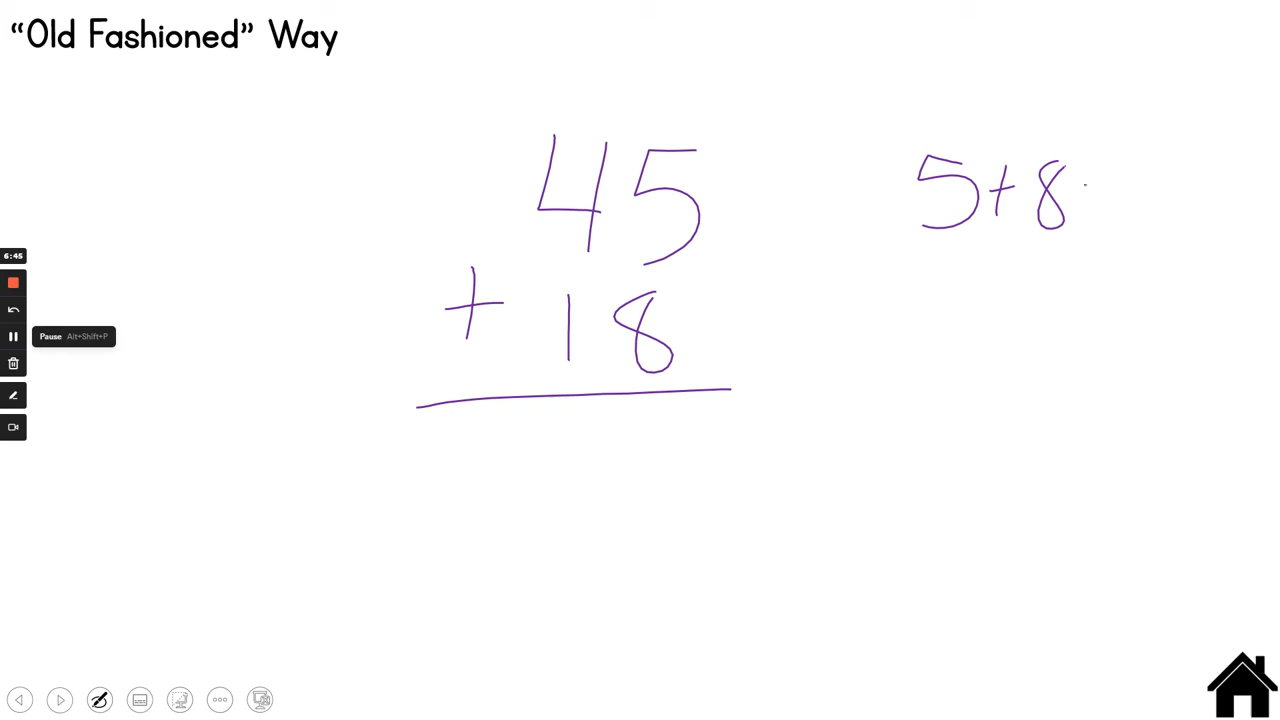 “Old Fashioned” Way
45
5+8
+ 18
6:45
Pause Alt+Shift+P